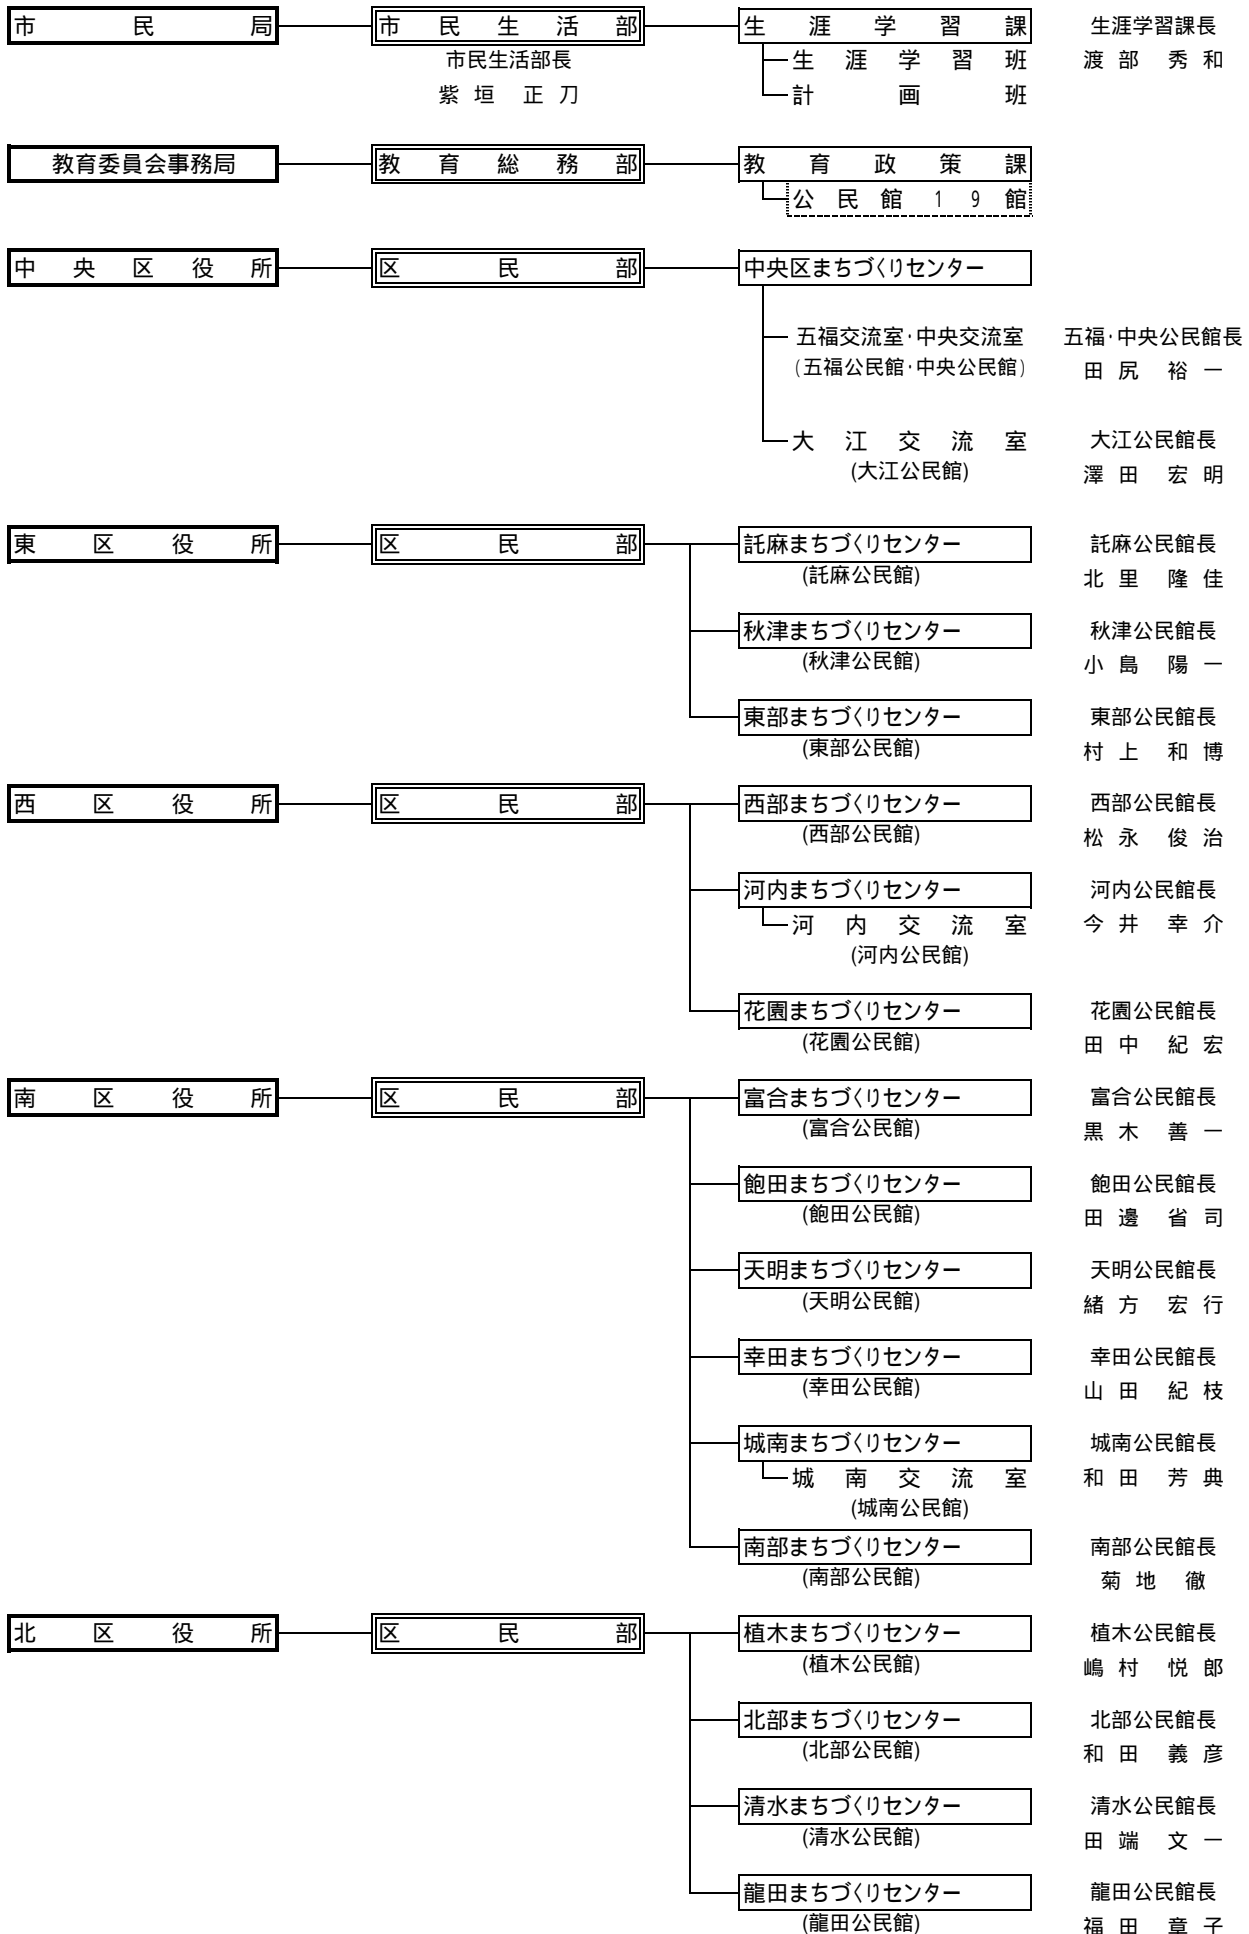 市民局 市民生活部 生涯学習課 生涯学習課長
市民生活部長 生涯学習班 渡部 秀和
紫垣 正刀 計画班
教育委員会事務局 教育総務部 教育政策課
公民館19館
中央区役所 区民部 中央区まちづくりセンター
五福交流室・中央交流室 五福・中央公民館長
(五福公民館・中央公民館) 田尻 裕一
大江交流室 大江公民館長
(大江公民館) 澤田 宏明
東区役所 区民部 託麻まちづくりセンター 託麻公民館長
(託麻公民館) 北里 隆佳
秋津まちづくりセンター 秋津公民館長
(秋津公民館) 小島 陽一
東部まちづくりセンター 東部公民館長
(東部公民館) 村上 和博
西区役所 区民部 西部まちづくりセンター 西部公民館長
(西部公民館) 松永 俊治
河内まちづくりセンター 河内公民館長
河内交流室 今井 幸介
(河内公民館)
花園まちづくりセンター 花園公民館長
(花園公民館) 田中 紀宏
南区役所 区民部 富合まちづくりセンター 富合公民館長
(富合公民館) 黒木 善一
飽田まちづくりセンター 飽田公民館長
(飽田公民館) 田邊 省司
天明まちづくりセンター 天明公民館長
(天明公民館) 緒方 宏行
幸田まちづくりセンター 幸田公民館長
(幸田公民館) 山田 紀枝
城南まちづくりセンター 城南公民館長
城南交流室 和田 芳典
(城南公民館)
南部まちづくりセンター 南部公民館長
(南部公民館) 菊地 徹
北区役所 区民部 植木まちづくりセンター 植木公民館長
(植木公民館) 嶋村 悦郎
北部まちづくりセンター 北部公民館長
(北部公民館) 和田 義彦
清水まちづくりセンター 清水公民館長
(清水公民館) 田端 文一
龍田まちづくりセンター 龍田公民館長
(龍田公民館) 福田 章子